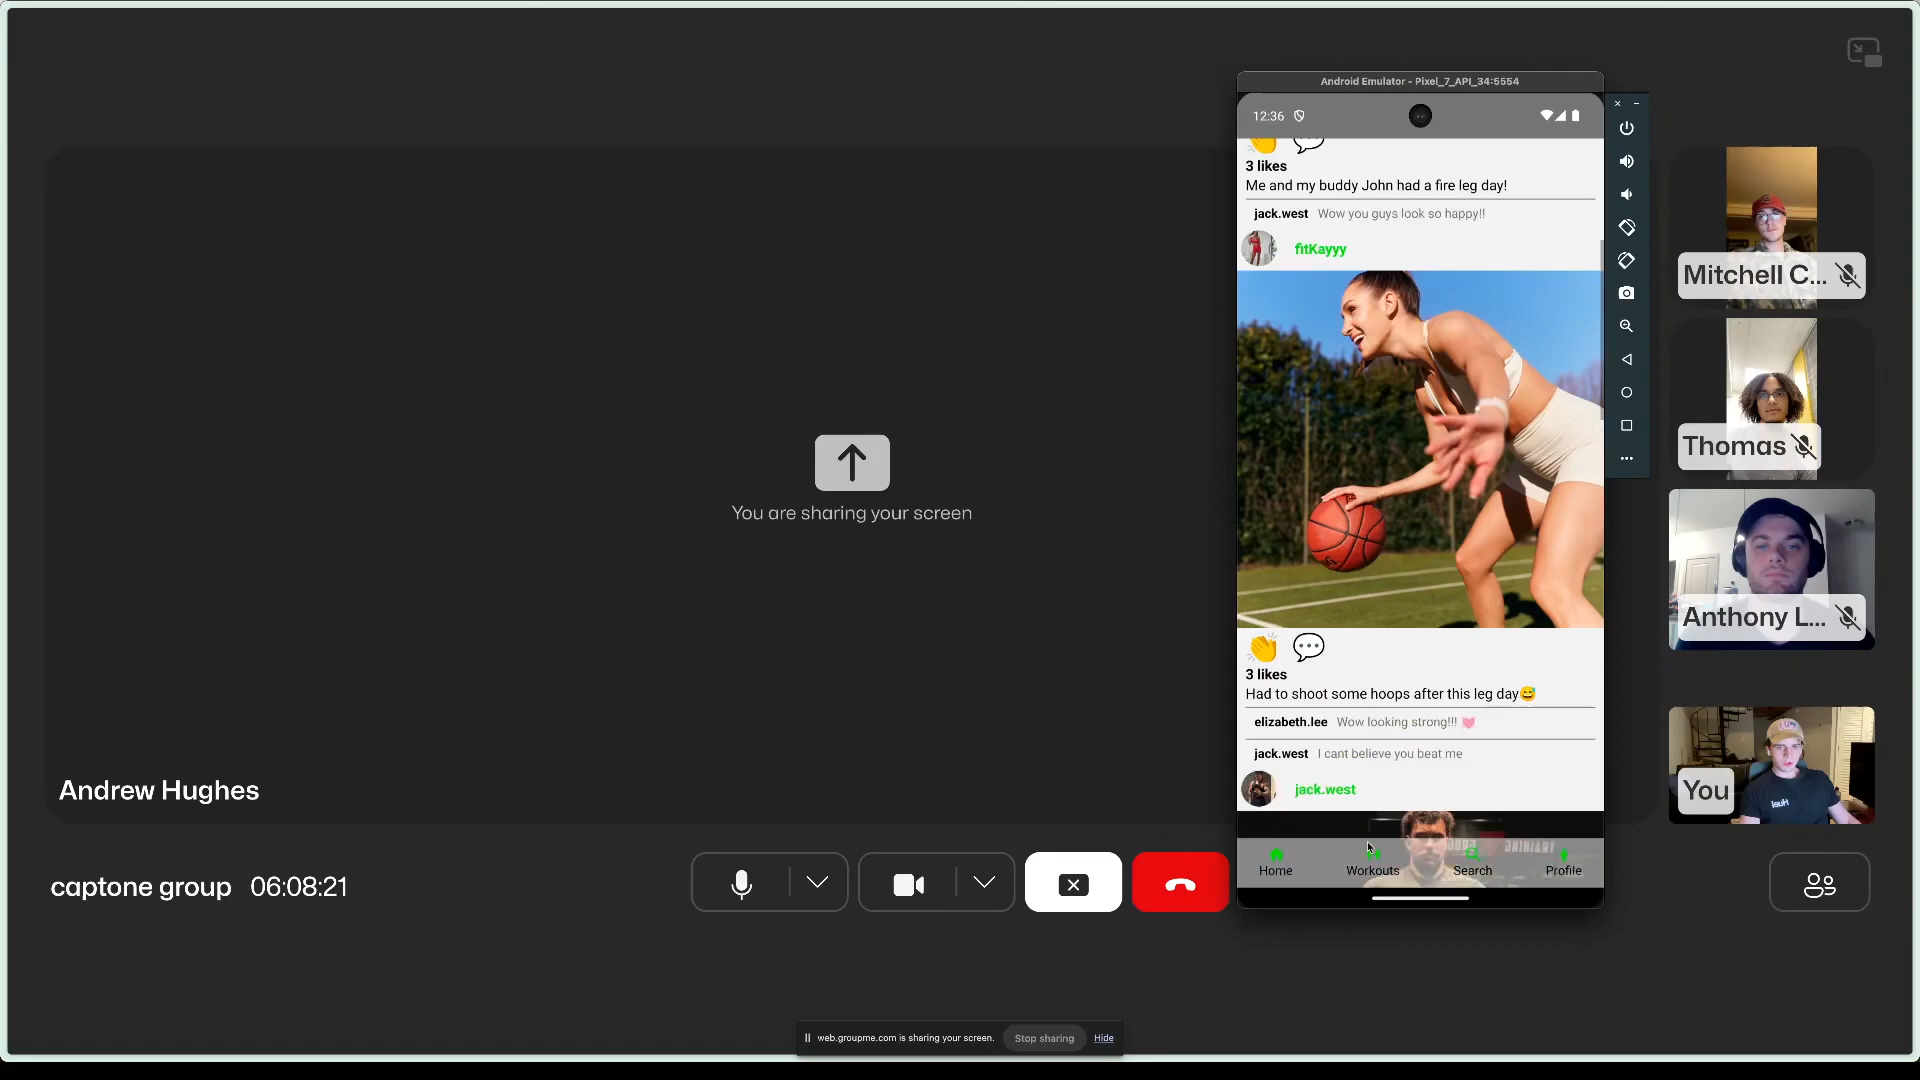 Android Emulator - Pixel_7_API_34:5554
12:36
3 likes
Me and my buddy John had a fire leg day!
jack.west Wow you guys look so happy!!
fitKayyy
3 likes
Had to shoot some hoops after this leg day😅
elizabeth.lee Wow looking strong!!! 💓
jack.west I cant believe you beat me
jack.west
TRAINING
Home
Workouts
Search
Profile
You are sharing your screen
Andrew Hughes
Mitchell C...
Thomas
Anthony L...
You
captone group 06:08:21
web.groupme.com is sharing your screen.
Stop sharing
Hide